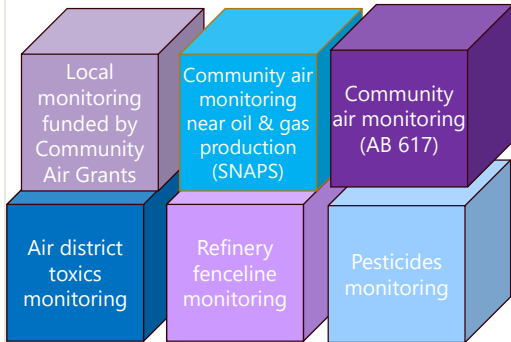 Local
monitoring
funded by
Community
Air Grants
Community air
monitoring
near oil & gas
production
(SNAPS)
Community
air monitoring
(AB 617)
Air district
toxics
monitoring
Refinery
fenceline
monitoring
Pesticides
monitoring